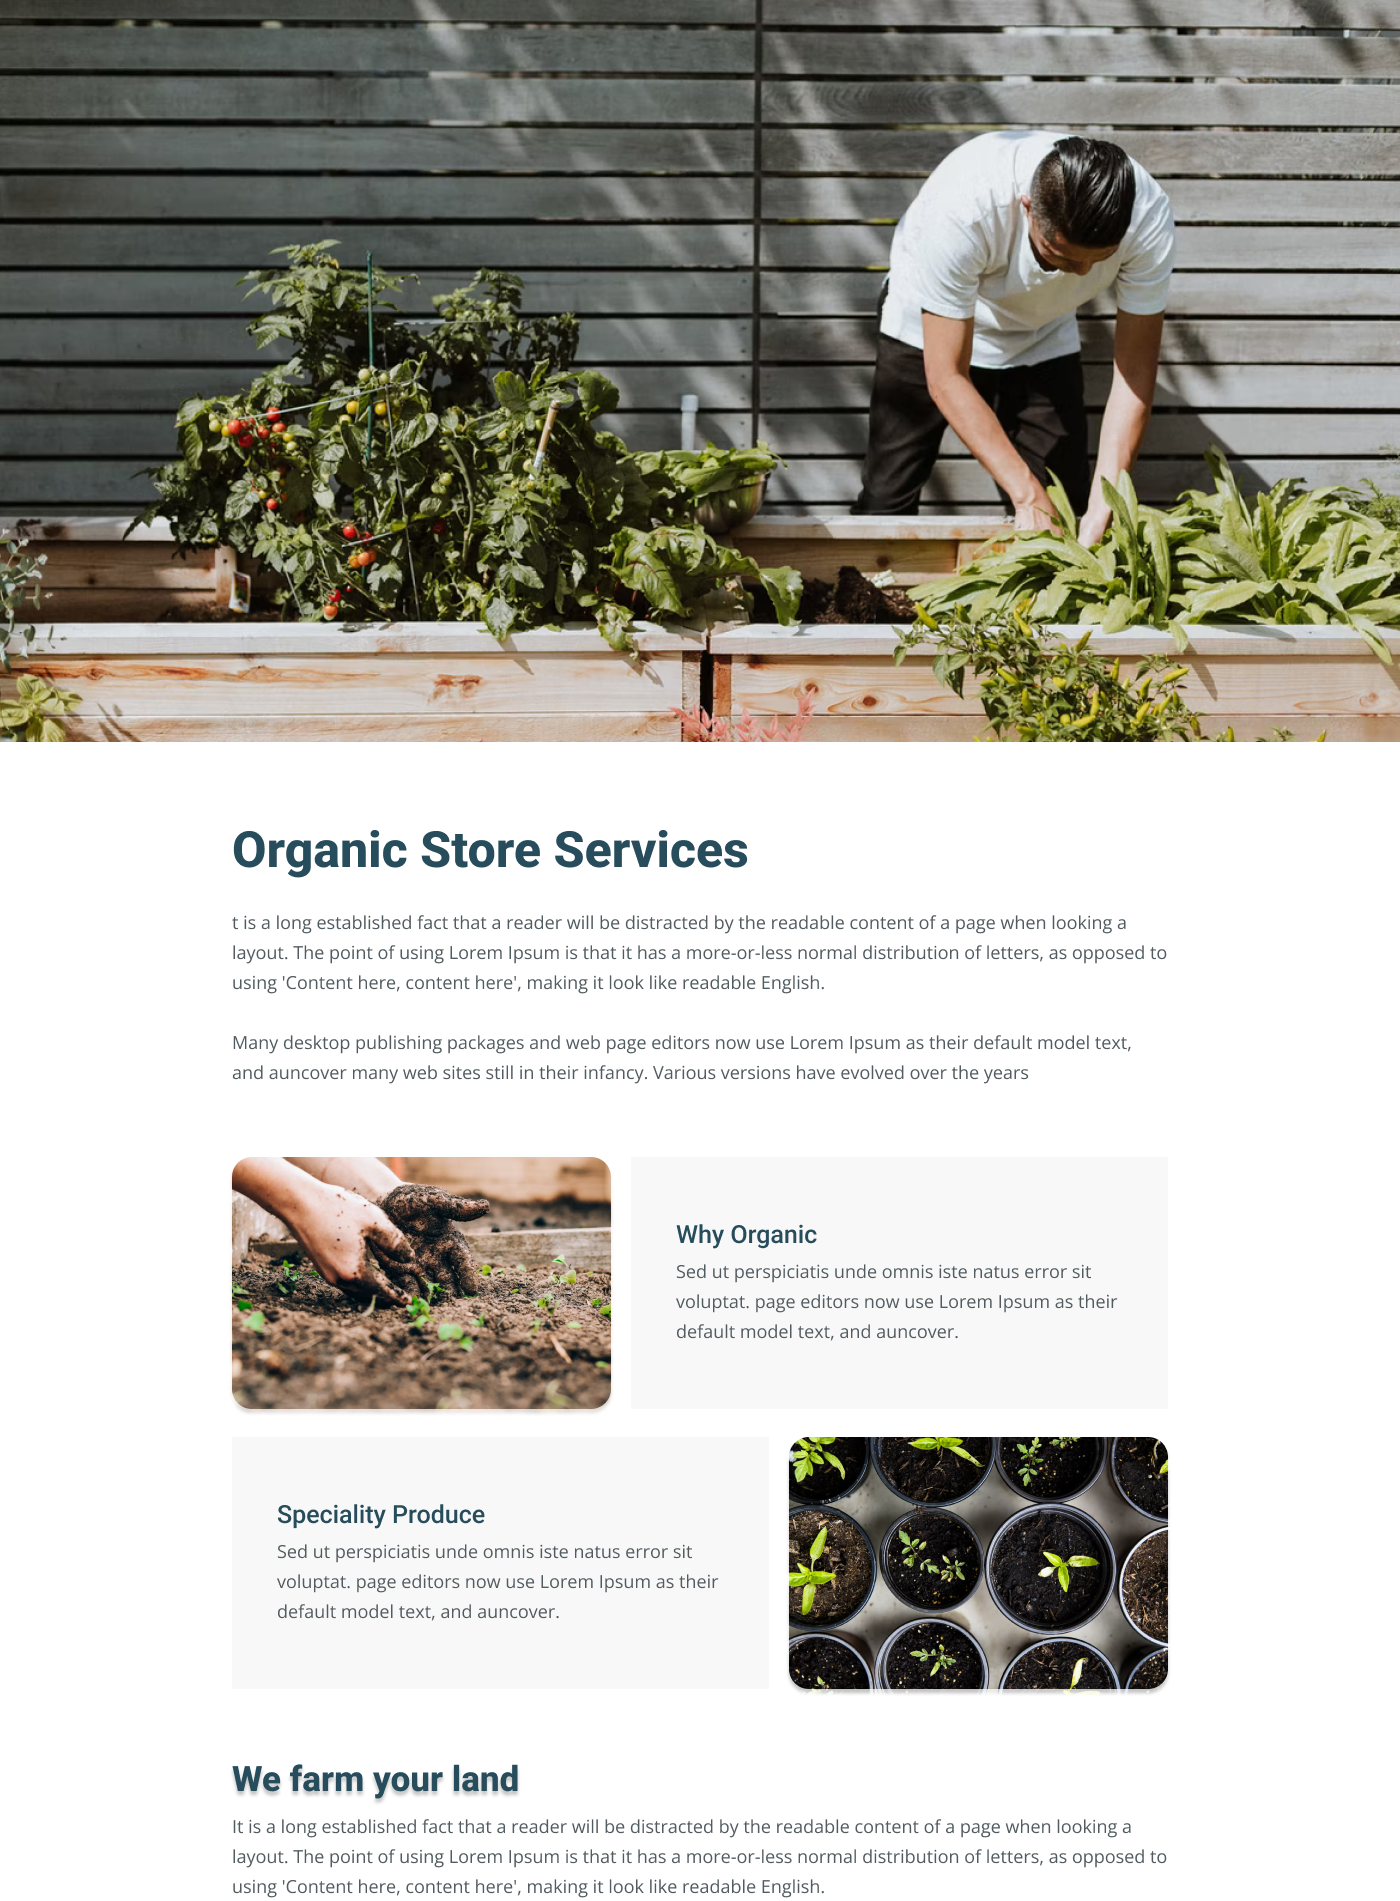 Organic Store Services
t is a long established fact that a reader will be distracted by the readable content of a page when looking a
layout. The point of using Lorem Ipsum is that it has a more-or-less normal distribution of letters, as opposed to
using 'Content here, content here', making it look like readable English.
Many desktop publishing packages and web page editors now use Lorem Ipsum as their default model text,
and auncover many web sites still in their infancy. Various versions have evolved over the years
Why Organic
Sed ut perspiciatis unde omnis iste natus error sit
voluptat. page editors now use Lorem Ipsum as their
default model text, and auncover.
Speciality Produce
Sed ut perspiciatis unde omnis iste natus error sit
voluptat. page editors now use Lorem Ipsum as their
default model text, and auncover.
We farm your land
It is a long established fact that a reader will be distracted by the readable content of a page when looking a
layout. The point of using Lorem Ipsum is that it has a more-or-less normal distribution of letters, as opposed to
using 'Content here, content here', making it look like readable English.